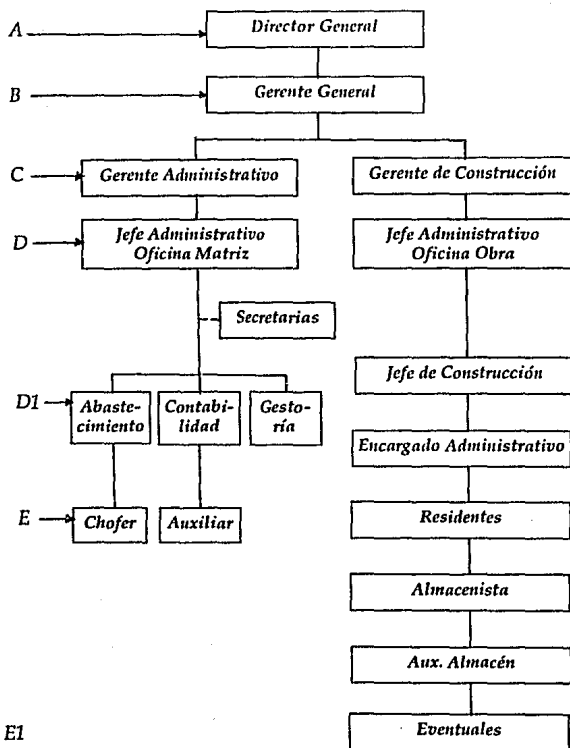 A
Director General
B
Gerente General
C
Gerente Administrativo
Gerente de Construcción
D
Jefe Administrativo
Oficina Matriz
Jefe Administrativo
Oficina Obra
Secretarias
Jefe de Construcción
D1
Abaste-
cimiento
Contabi-
lidad
Gesto-
ría
Encargado Administrativo
E
Chofer
Auxiliar
Residentes
Almacenista
Aux. Almacén
E1
Eventuales